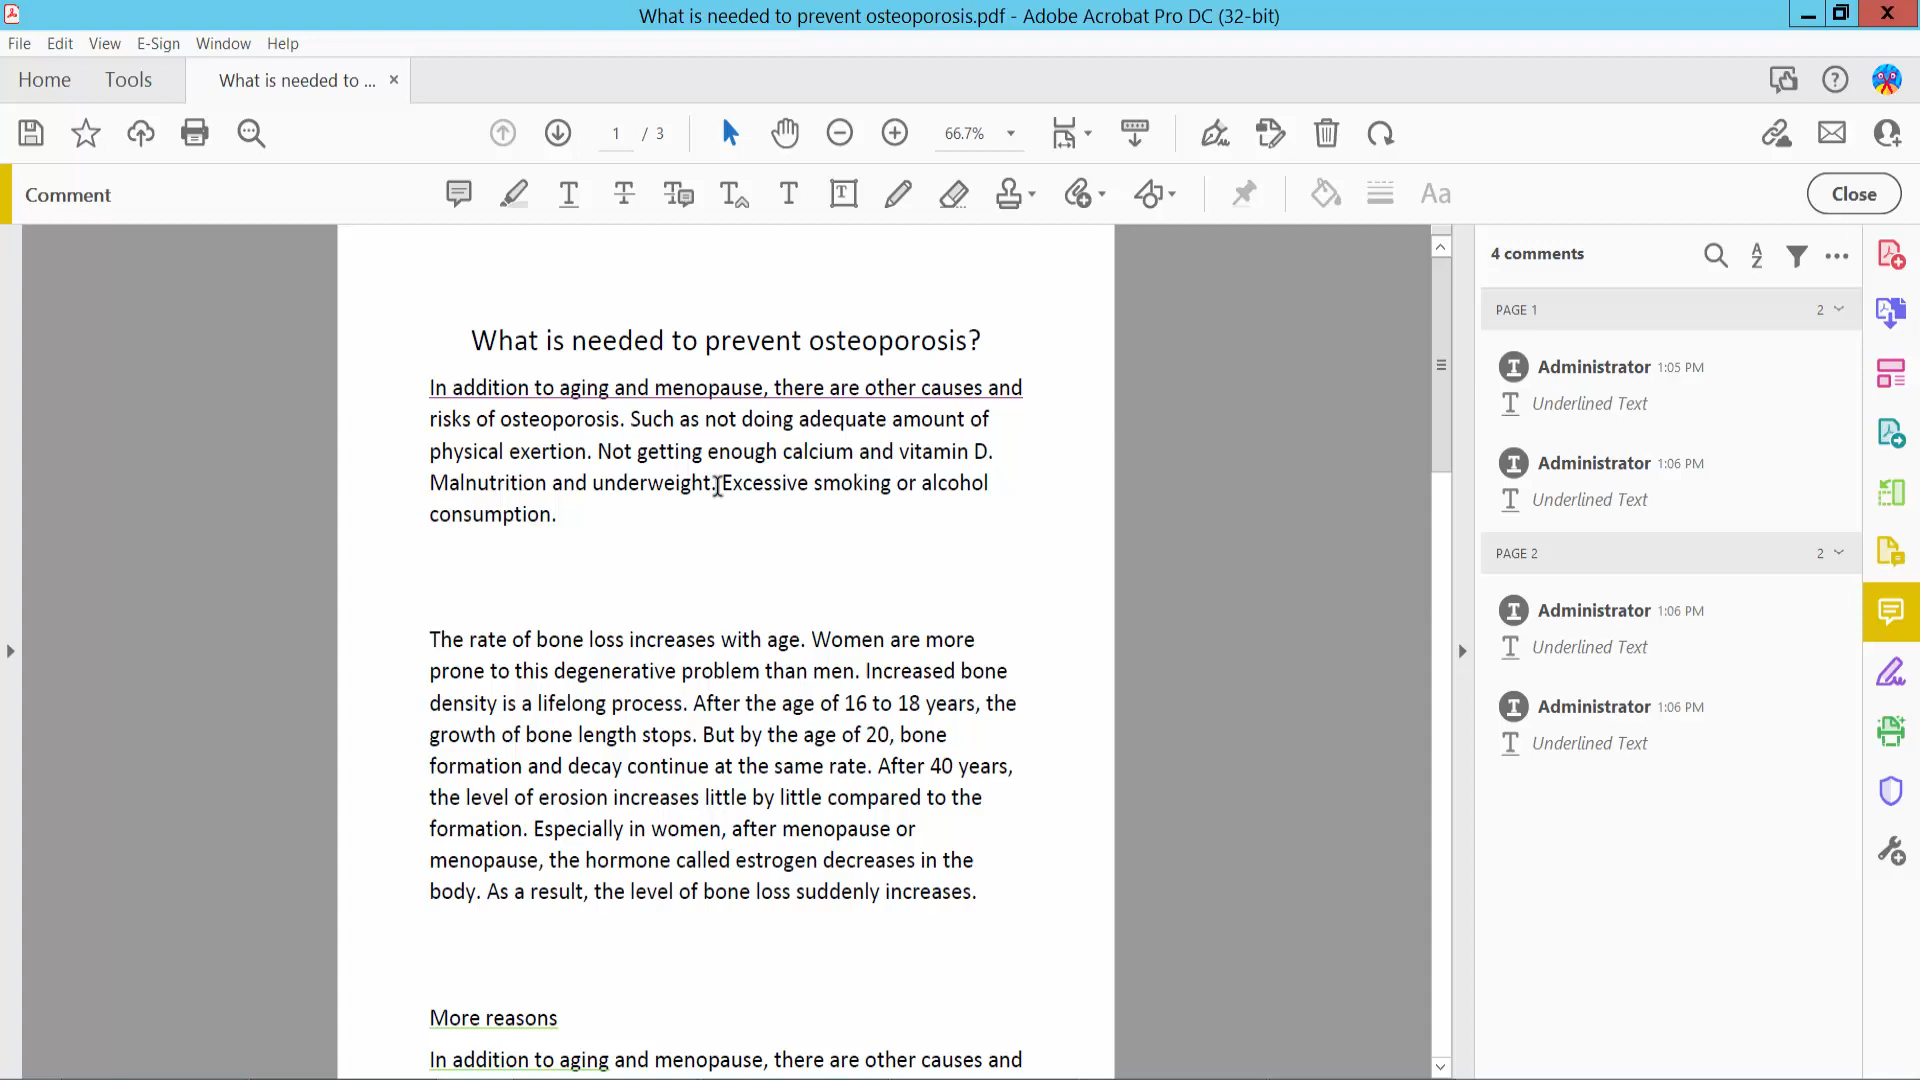 What is needed to prevent osteoporosis.pdf - Adobe Acrobat Pro DC (32-bit)
File Edit View E-Sign Window Help
Home Tools What is needed to ... ×
1 / 3 66.7%
Comment
Close
What is needed to prevent osteoporosis?
In addition to aging and menopause, there are other causes and
risks of osteoporosis. Such as not doing adequate amount of
physical exertion. Not getting enough calcium and vitamin D.
Malnutrition and underweight. Excessive smoking or alcohol
consumption.
The rate of bone loss increases with age. Women are more
prone to this degenerative problem than men. Increased bone
density is a lifelong process. After the age of 16 to 18 years, the
growth of bone length stops. But by the age of 20, bone
formation and decay continue at the same rate. After 40 years,
the level of erosion increases little by little compared to the
formation. Especially in women, after menopause or
menopause, the hormone called estrogen decreases in the
body. As a result, the level of bone loss suddenly increases.
More reasons
In addition to aging and menopause, there are other causes and
4 comments
PAGE 1 2
Administrator 1:05 PM
Underlined Text
Administrator 1:06 PM
Underlined Text
PAGE 2 2
Administrator 1:06 PM
Underlined Text
Administrator 1:06 PM
Underlined Text